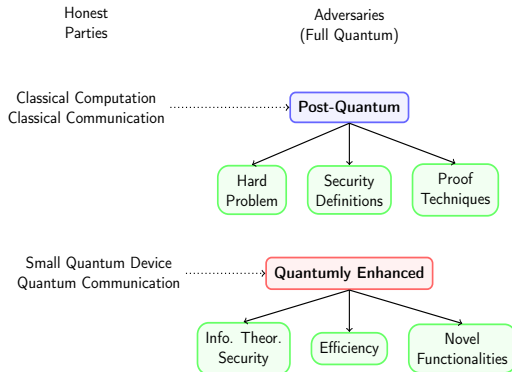 Honest
Parties
Adversaries
(Full Quantum)
Classical Computation
Classical Communication
Post-Quantum
Hard
Problem
Security
Definitions
Proof
Techniques
Small Quantum Device
Quantum Communication
Quantumly Enhanced
Info. Theor.
Security
Efficiency
Novel
Functionalities